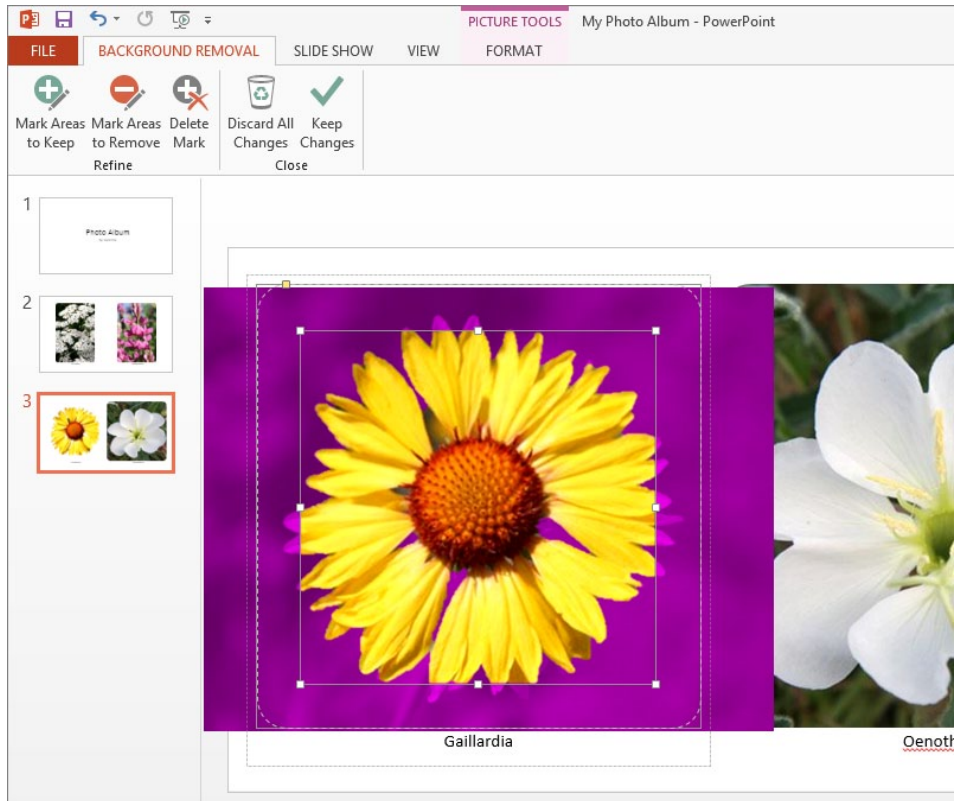 PICTURE TOOLS My Photo Album - PowerPoint
FILE BACKGROUND REMOVAL SLIDE SHOW VIEW FORMAT
Mark Areas to Keep
Mark Areas to Remove
Delete Mark
Discard All Changes
Keep Changes
Refine
Close
1
Photo Album
2
3
Gaillardia
Oenoth